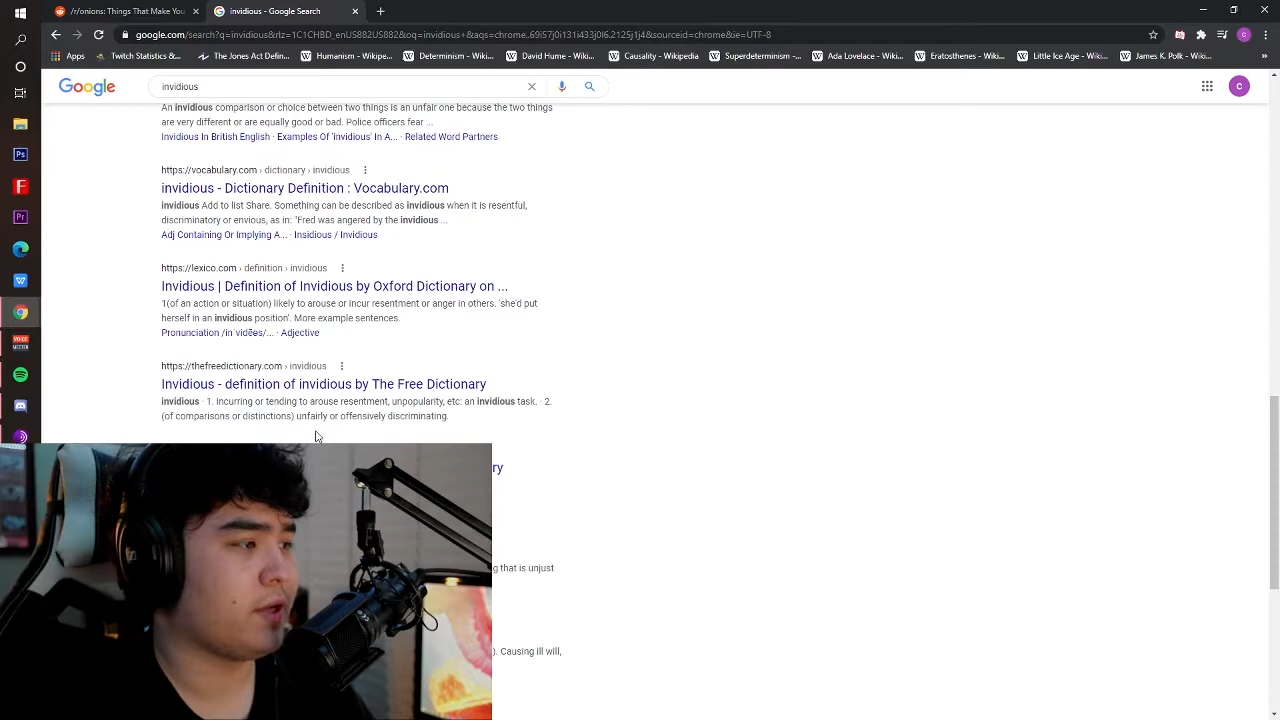 /r/onions: Things That Make You
invidious - Google Search
google.com/search?q=invidious&rlz=1C1CHBD_enUS882US882&oq=invidious+&aqs=chrome..69i57j0i131i433j0l6.2125j1j4&sourceid=chrome&ie=UTF-8
Apps
Twitch Stats &...
Humanism - Wikipe...
Determinism - Wiki...
David Hume - Wiki...
Causality - Wikipedia
Superdeterminism -...
Ada Lovelace - Wiki...
Eratosthenes - Wiki...
Little Ice Age - Wiki...
James K. Polk - Wiki...
Google
invidious
C
An invidious comparison or choice between two things is an unfair one because the two things
are very different or are equally good or bad. Police officers fear ...
Invidious In British English · Examples Of 'invidious' In A... · Related Word Partners
https://vocabulary.com › dictionary › invidious
invidious - Dictionary Definition : Vocabulary.com
invidious Add to list Share. Something can be described as invidious when it is resentful,
discriminatory or envious, as in: "Fred was angered by the invidious ...
Adj Containing Or Implying A... · Insidious / Invidious
https://lexico.com › definition › invidious
Invidious | Definition of Invidious by Oxford Dictionary on ...
1(of an action or situation) likely to arouse or incur resentment or anger in others. 'she'd put
herself in an invidious position'. More example sentences.
Pronunciation /inˈvidēəs/... · Adjective
https://thefreedictionary.com › invidious
Invidious - definition of invidious by The Free Dictionary
invidious · 1. Incurring or tending to arouse resentment, unpopularity, etc: an invidious task. · 2.
(of comparisons or distinctions) unfairly or offensively discriminating.
ry
g that is unjust
). Causing ill will,